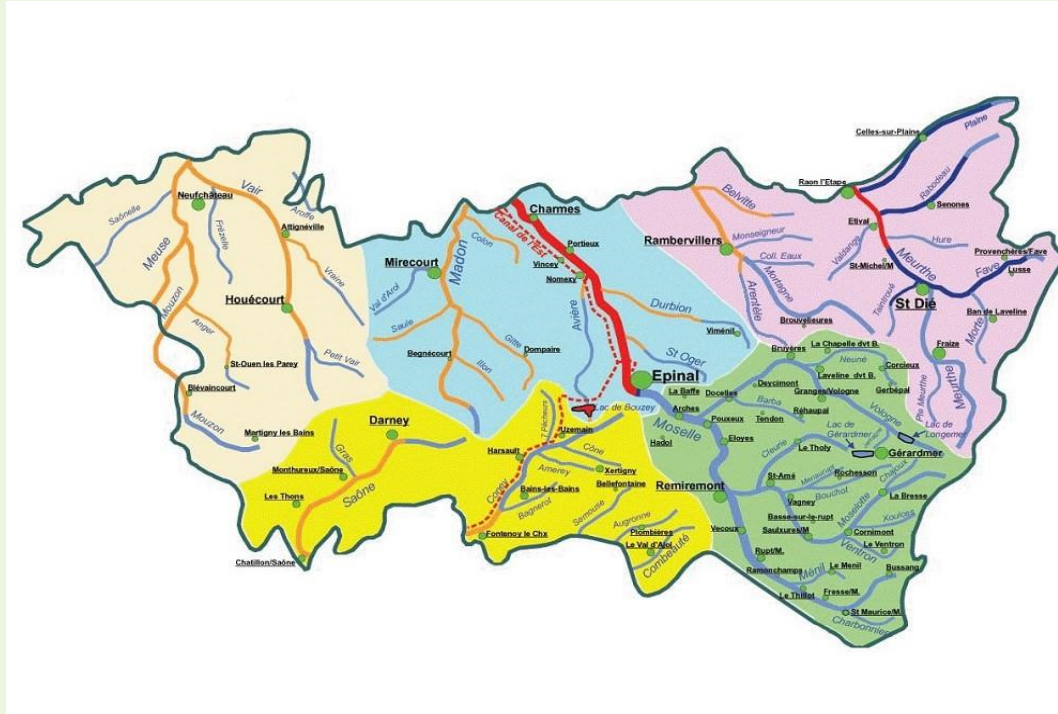 Celles-sur-Plaine
Plaine
Raon l'Etape
Rabodeau
Senones
Neufchâteau
Vair
Saônelle
Aroffe
Frézelle
Attignéville
Meuse
Vraine
Mouzon
Houécourt
Anger
St-Ouen les Parey
Petit Vair
Blévaincourt
Mouzon
Martigny les Bains
Charmes
Canal de l'Est
Colon
Portieux
Vincey
Nomexy
Madon
Mirecourt
Val d'Arol
Avière
Durbion
Saule
Gitte
Begnécourt
Dompaire
Illon
Viménil
St Oger
Epinal
Lac de Bouzey
Belvitte
Monseigneur
Rambervillers
Coll. Eaux
Mortagne
Arentèle
Brouvelieures
Etival
Valdange
Hure
St-Michel/M
Meurthe
Provenchères/Fave
Fave
Lusse
Taintroué
St Dié
Morte
Ban de Laveline
Fraize
Meurthe
Pte Meurthe
Bruyères
La Chapelle dvt B.
Neuné
Corcieux
Laveline dvt B.
Deycimont
Granges/Vologne
Gerbépal
La Baffe
Docelles
Barba
Réhaupal
Vologne
Arches
Pouxeux
Tendon
Lac de
Gérardmer
Lac de
Longemer
Moselle
Hadol
Eloyes
Cleurie
Le Tholy
Gérardmer
St-Amé
Rochesson
Chajoux
Remiremont
Bouchot
Vagney
Moselotte
La Bresse
Basse-sur-le-rupt
Xoulces
Saulxures/M
Cornimont
Vecoux
Ventron
Le Ventron
Rupt/M.
Ramonchamps
Ménil
Le Menil
Bussang
Le Thillot
Fresse/M.
St Maurice/M.
Charbonnier
Darney
Gras
Monthureux/Saône
Les Thons
Saône
Chatillon/Saône
Uzemain
Harsault
Côné
Amerey
Xertigny
Coney
Bains-les-Bains
Bellefontaine
Bagnerot
Semouse
Fontenoy le Chx
Augronne
Plombières
Le Val d'Ajol
Combeauté